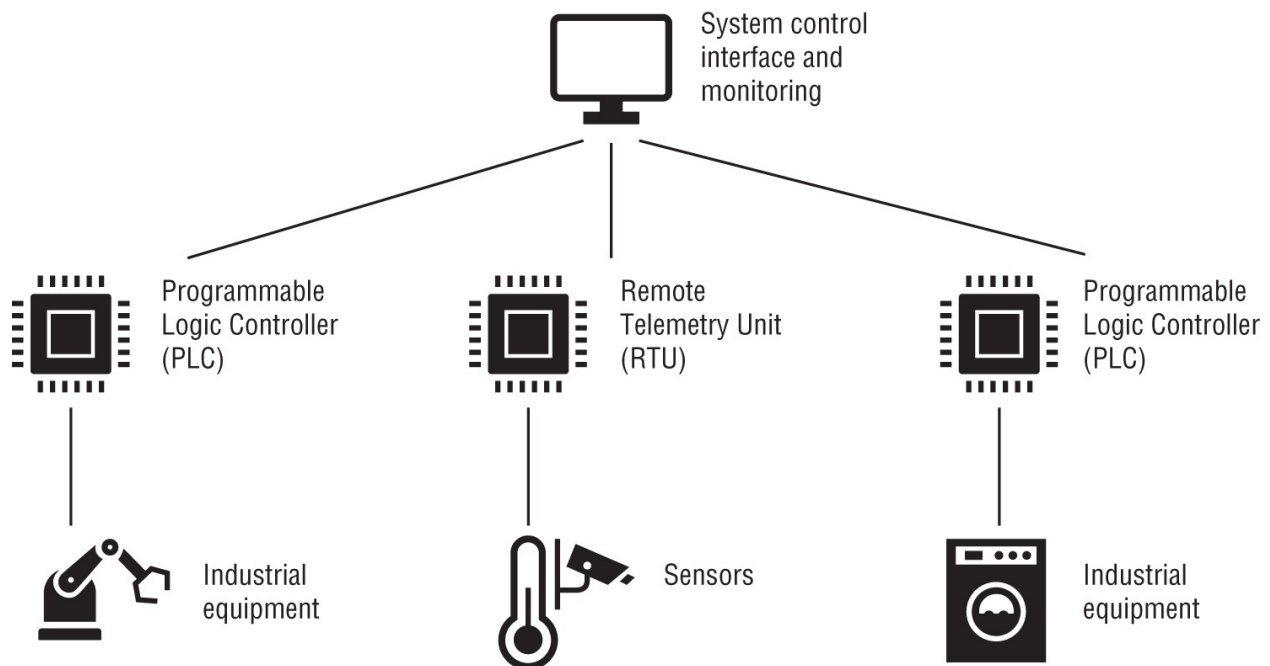 System control
interface and
monitoring
Programmable
Logic Controller
(PLC)
Remote
Telemetry Unit
(RTU)
Programmable
Logic Controller
(PLC)
Industrial
equipment
Sensors
Industrial
equipment